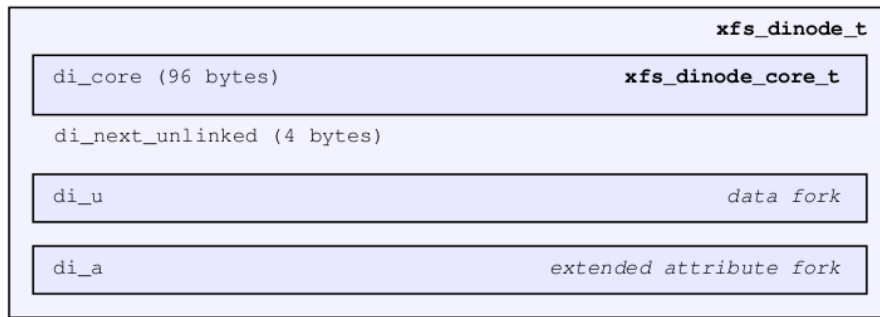 xfs_dinode_t
di_core (96 bytes) xfs_dinode_core_t
di_next_unlinked (4 bytes)
di_u data fork
di_a extended attribute fork